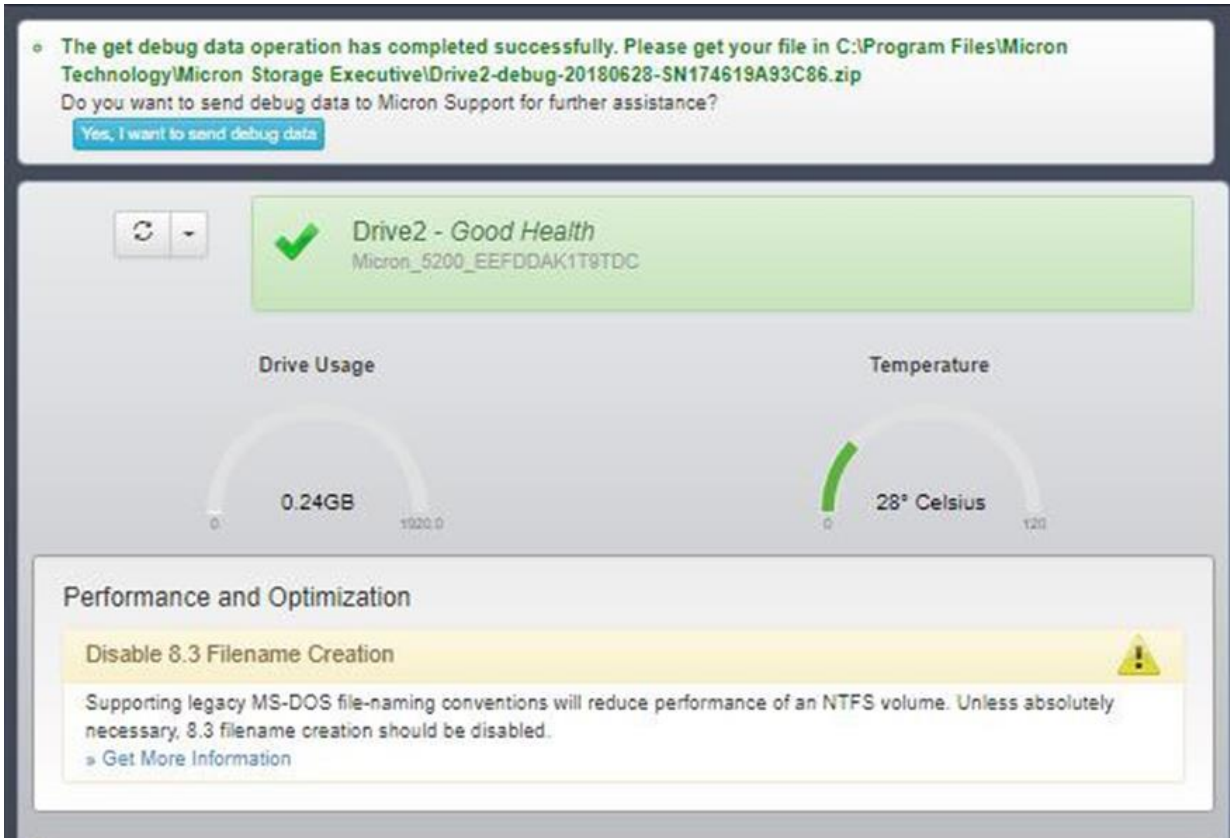 The get debug data operation has completed successfully. Please get your file in C:\Program Files\Micron
Technology\Micron Storage Executive\Drive2-debug-20180628-SN174619A93C86.zip
Do you want to send debug data to Micron Support for further assistance?
Yes, I want to send debug data
Drive2 - Good Health
Micron_5200_EEFDDAK1T9TDC
Drive Usage
0.24GB
0
1920.0
Temperature
28° Celsius
0
120
Performance and Optimization
Disable 8.3 Filename Creation
Supporting legacy MS-DOS file-naming conventions will reduce performance of an NTFS volume. Unless absolutely
necessary, 8.3 filename creation should be disabled.
» Get More Information